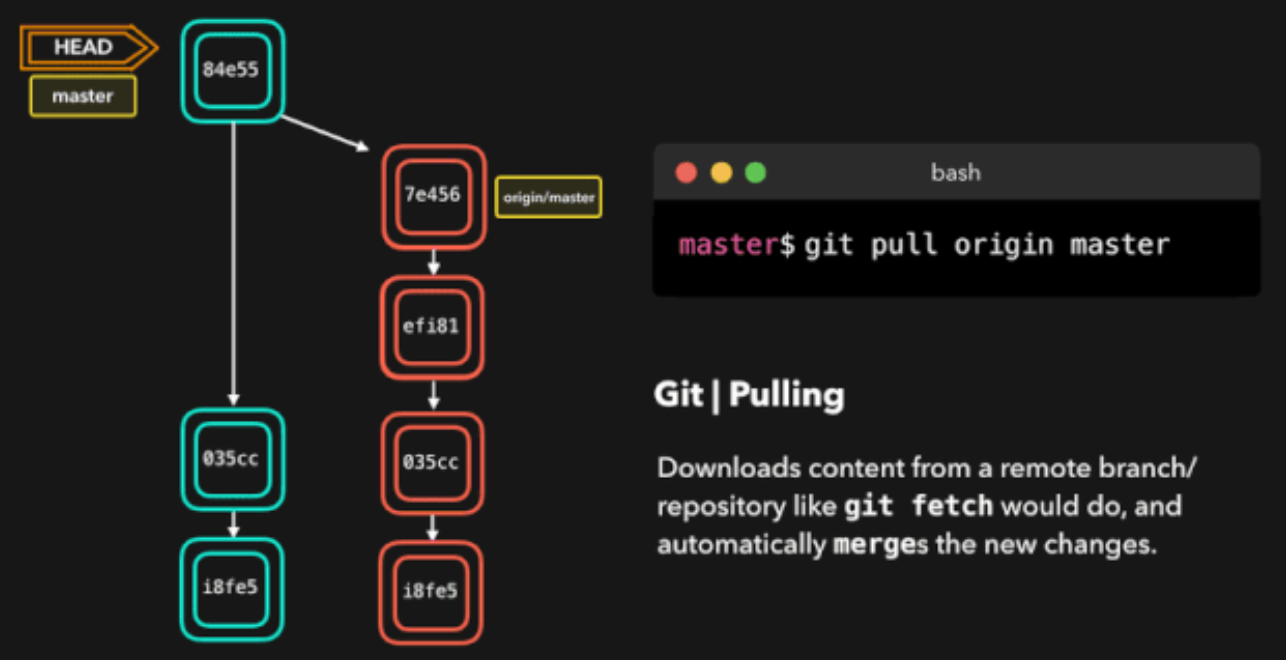 HEAD
master
84e55
7e456
origin/master
efi81
035cc
035cc
i8fe5
i8fe5
bash
master$ git pull origin master
Git | Pulling
Downloads content from a remote branch/
repository like git fetch would do, and
automatically merges the new changes.